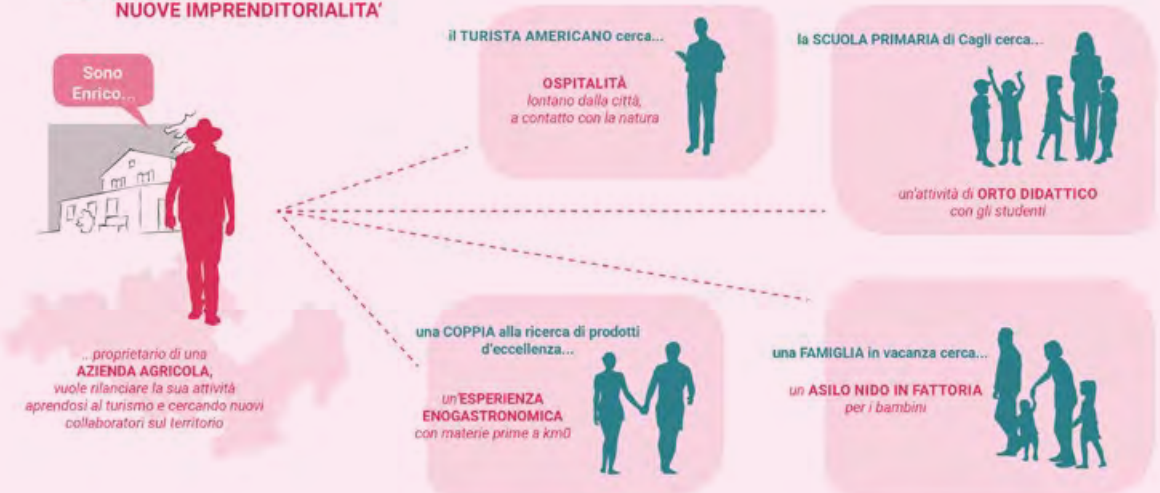 NUOVE IMPRENDITORIALITA'
Sono
Enrico...
...proprietario di una
AZIENDA AGRICOLA,
vuole rilanciare la sua attività
aprendosi al turismo e cercando nuovi
collaboratori sul territorio
il TURISTA AMERICANO cerca...
OSPITALITÀ
lontano dalla città,
a contatto con la natura
la SCUOLA PRIMARIA di Cagli cerca...
un'attività di ORTO DIDATTICO
con gli studenti
una COPPIA alla ricerca di prodotti
d'eccellenza...
un'ESPERIENZA
ENOGASTRONOMICA
con materie prime a km0
una FAMIGLIA in vacanza cerca...
un ASILO NIDO IN FATTORIA
per i bambini